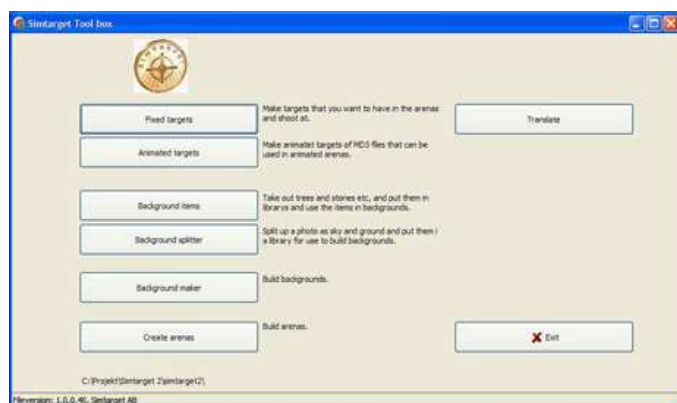 Simtarget Tool-box
SIMTARGET
Fixed targets
Make targets that you want to have in the arenas
and shoot at.
Translate
Animated targets
Make animatet targets of MD3 files that can be
used in animated arenas.
Background items
Take out trees and stones etc, and put them in
librarys and use the items in backgrounds.
Background splitter
Split up a photo as sky and ground and put them i
a library for use to build backgrounds.
Background maker
Build backgrounds.
Create arenas
Build arenas.
Exit
C:\Projekt\Simtarget 2\simtarget2\
Fileversion: 1.0.0.40, Simtarget AB